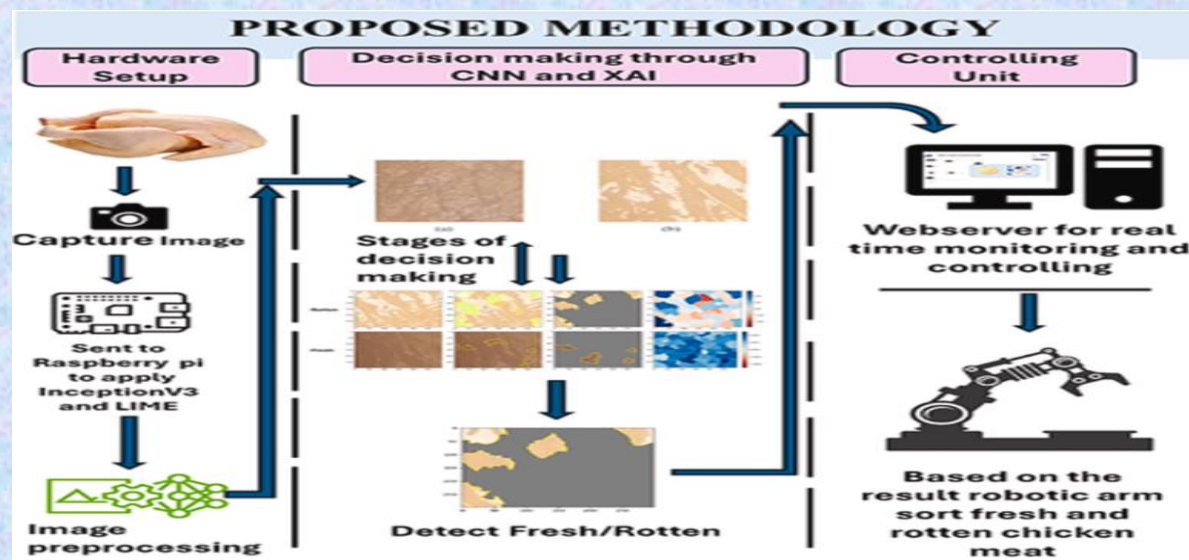 PROPOSED METHODOLOGY
Hardware
Setup
Capture Image
Sent to
Raspberry pi
to apply
InceptionV3
and LIME
Image
preprocessing
Decision making through
CNN and XAI
(a)
(b)
Stages of
decision
making
Detect Fresh/Rotten
Controlling
Unit
Webserver for real
time monitoring and
controlling
Based on the
result robotic arm
sort fresh and
rotten chicken
meat